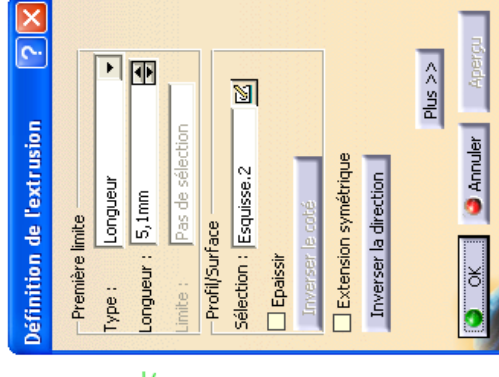 Définition de l'extrusion
Première limite
Type : Longueur
Longueur : 5,1mm
Limite : Pas de sélection
Profil/Surface
Sélection : Esquisse.2
Epaissir
Inverser le coté
Extension symétrique
Inverser la direction
Plus >>
OK Annuler Aperçu